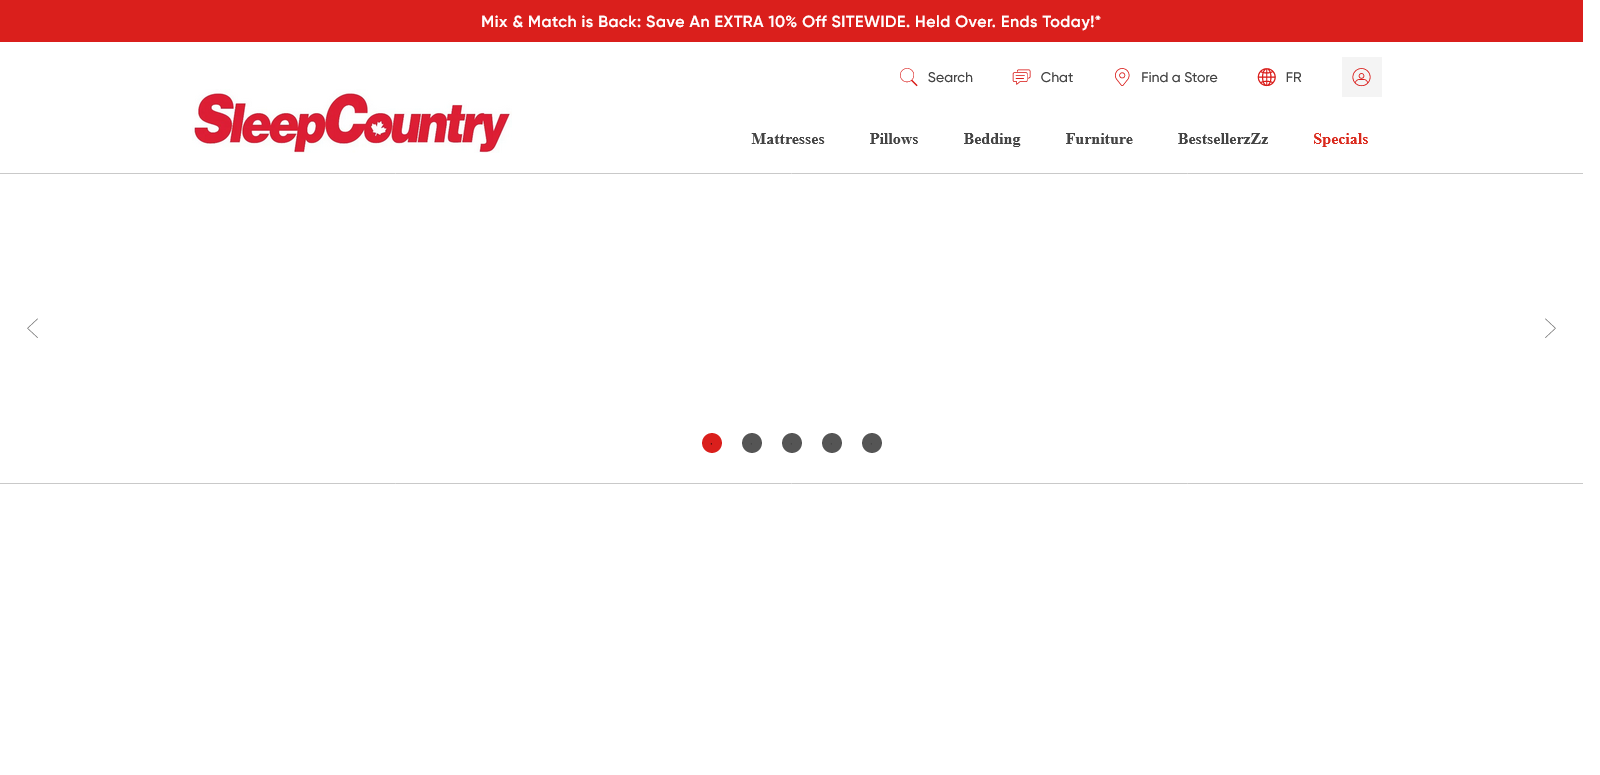 Mix & Match is Back: Save An EXTRA 10% Off SITEWIDE. Held Over. Ends Today!*
Search
Chat
Find a Store
FR
SleepCountry
Mattresses
Pillows
Bedding
Furniture
BestsellerzZz
Specials